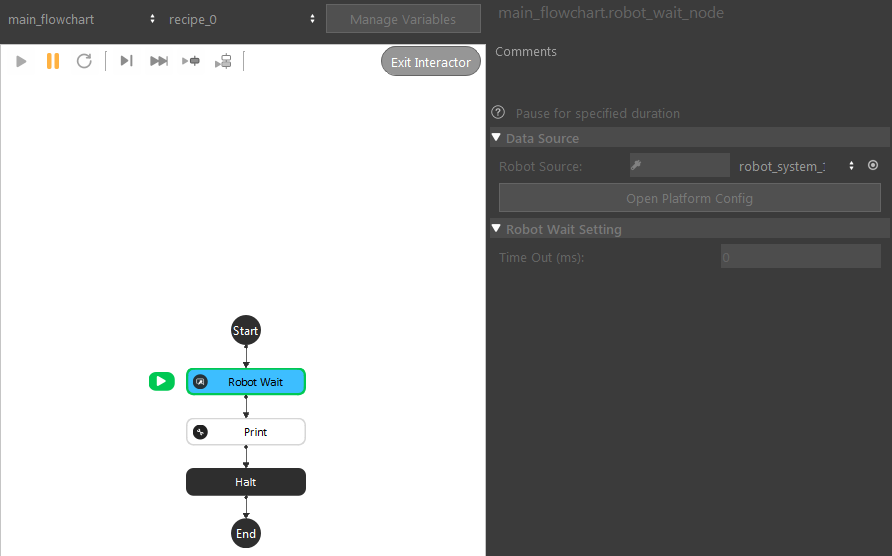 main_flowchart
recipe_0
Manage Variables
Exit Interactor
Start
Robot Wait
Print
Halt
End
main_flowchart.robot_wait_node
Comments
Pause for specified duration
Data Source
Robot Source:
robot_system_
Open Platform Config
Robot Wait Setting
Time Out (ms):
0